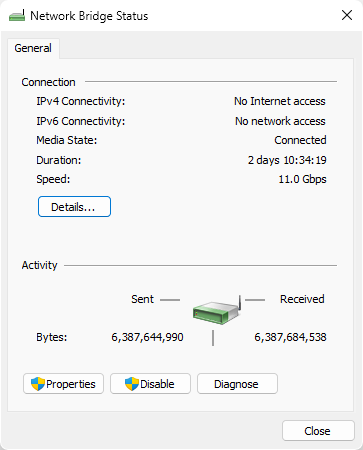 Network Bridge Status
General
Connection
IPv4 Connectivity: No Internet access
IPv6 Connectivity: No network access
Media State: Connected
Duration: 2 days 10:34:19
Speed: 11.0 Gbps
Details...
Activity
Sent Received
Bytes: 6,387,644,990 6,387,684,538
Properties Disable Diagnose
Close